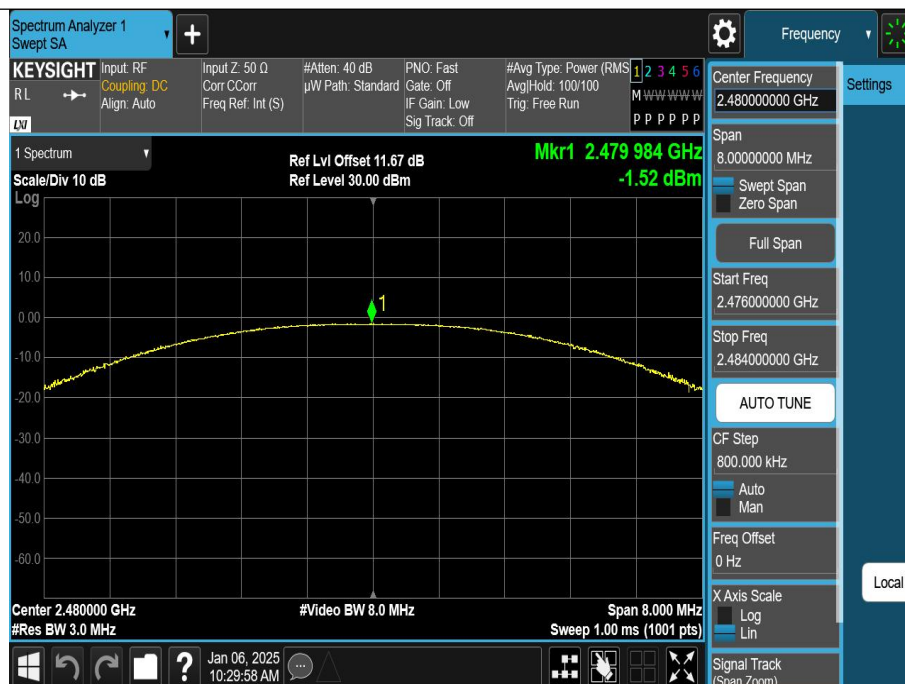 Spectrum Analyzer 1
Swept SA
Frequency
KEYSIGHT
R L
LXI
Input: RF
Coupling: DC
Align: Auto
Input Z: 50 Ω
Corr CCorr
Freq Ref: Int (S)
#Atten: 40 dB
µW Path: Standard
PNO: Fast
Gate: Off
IF Gain: Low
Sig Track: Off
#Avg Type: Power (RMS
Avg|Hold: 100/100
Trig: Free Run
1 2 3 4 5 6
M W W W W W
P P P P P P
1 Spectrum
Scale/Div 10 dB
Log
Ref Lvl Offset 11.67 dB
Ref Level 30.00 dBm
Mkr1 2.479 984 GHz
-1.52 dBm
20.0
10.0
0.00
-10.0
-20.0
-30.0
-40.0
-50.0
-60.0
1
Center 2.480000 GHz
#Res BW 3.0 MHz
#Video BW 8.0 MHz
Span 8.000 MHz
Sweep 1.00 ms (1001 pts)
Center Frequency
2.480000000 GHz
Settings
Span
8.00000000 MHz
Swept Span
Zero Span
Full Span
Start Freq
2.476000000 GHz
Stop Freq
2.484000000 GHz
AUTO TUNE
CF Step
800.000 kHz
Auto
Man
Freq Offset
0 Hz
Local
X Axis Scale
Log
Lin
Signal Track
(Span Zoom)
?
Jan 06, 2025
10:29:58 AM